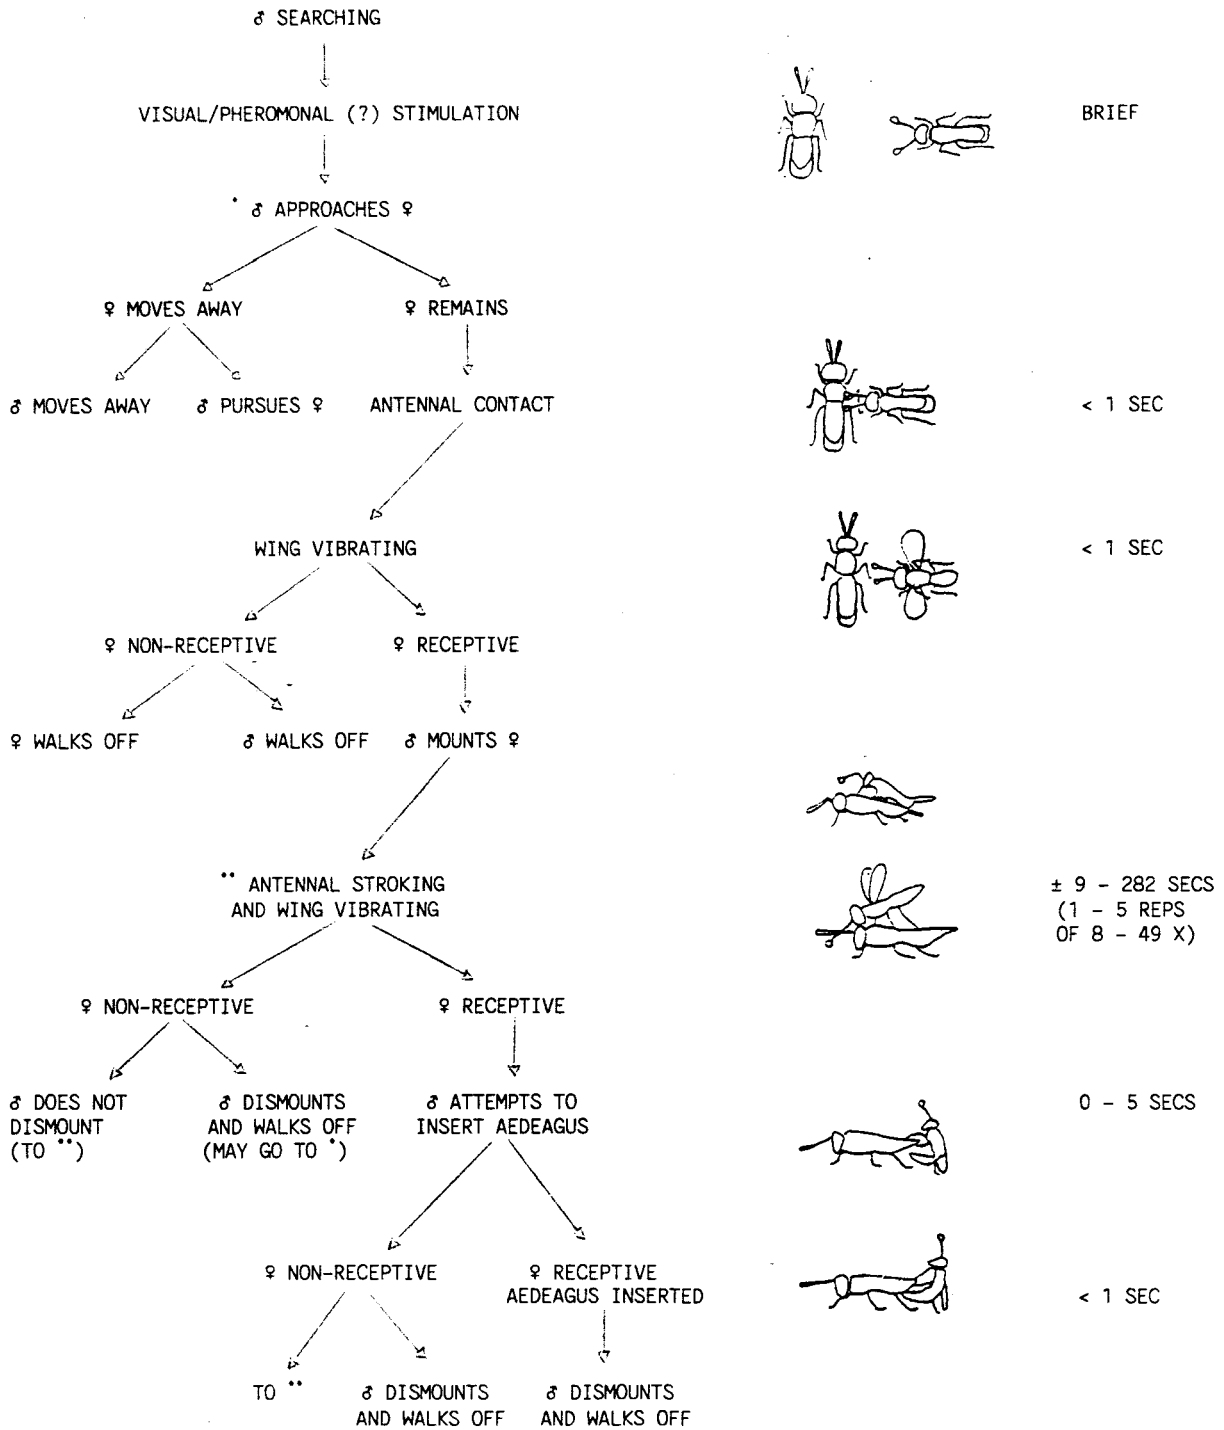 ♂ SEARCHING
VISUAL/PHEROMONAL (?) STIMULATION
BRIEF
• ♂ APPROACHES ♀
♀ MOVES AWAY
♀ REMAINS
♂ MOVES AWAY
♂ PURSUES ♀
ANTENNAL CONTACT
< 1 SEC
WING VIBRATING
< 1 SEC
♀ NON-RECEPTIVE
♀ RECEPTIVE
♀ WALKS OFF
♂ WALKS OFF
♂ MOUNTS ♀
•• ANTENNAL STROKING
AND WING VIBRATING
± 9 - 282 SECS
(1 - 5 REPS
OF 8 - 49 X)
♀ NON-RECEPTIVE
♀ RECEPTIVE
♂ DOES NOT
DISMOUNT
(TO ••)
♂ DISMOUNTS
AND WALKS OFF
(MAY GO TO •)
♂ ATTEMPTS TO
INSERT AEDEAGUS
0 - 5 SECS
♀ NON-RECEPTIVE
♀ RECEPTIVE
AEDEAGUS INSERTED
< 1 SEC
TO ••
♂ DISMOUNTS
AND WALKS OFF
♂ DISMOUNTS
AND WALKS OFF